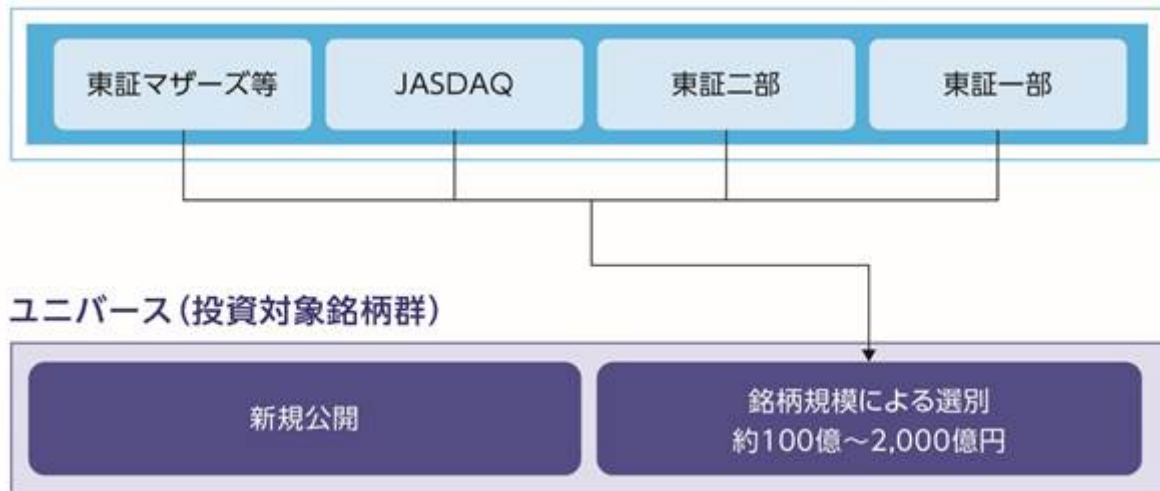 東証マザーズ等
JASDAQ
東証二部
東証一部
ユニバース(投資対象銘柄群)
新規公開
銘柄規模による選別
約100億～2,000億円